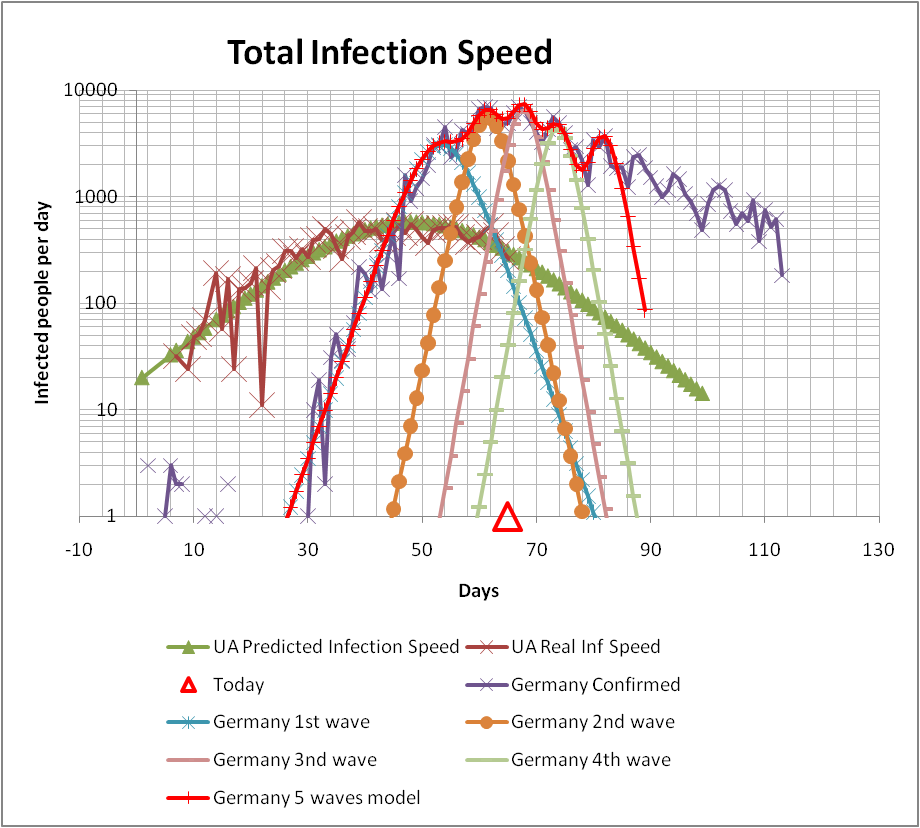 Total Infection Speed
Infected people per day
10000
1000
100
10
1
-10 10 30 50 70 90 110 130
Days
UA Predicted Infection Speed UA Real Inf Speed
Today Germany Confirmed
Germany 1st wave Germany 2nd wave
Germany 3nd wave Germany 4th wave
Germany 5 waves model